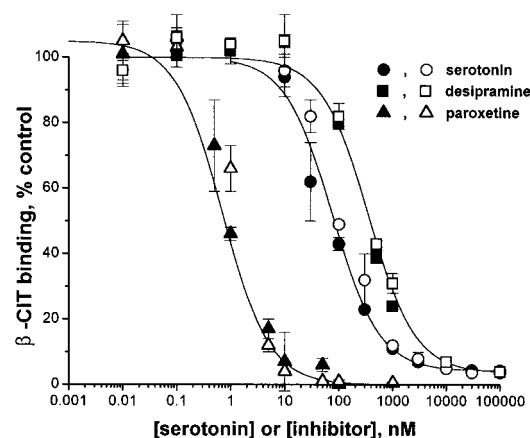 β-CIT binding, % control
120
100
80
60
40
20
0
0.001 0.01 0.1 1 10 100 1000 10000 100000
[serotonin] or [inhibitor], nM
, serotonin
, desipramine
, paroxetine